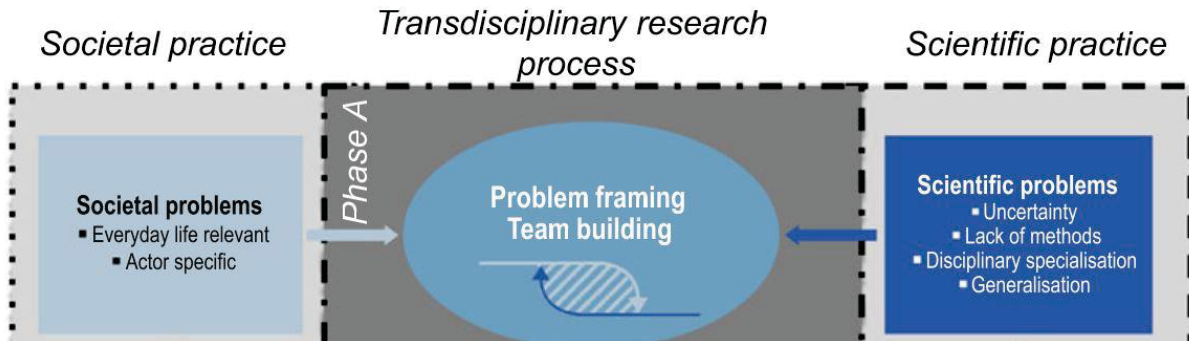 Societal practice
Transdisciplinary research
process
Scientific practice
Phase A
Societal problems
▪ Everyday life relevant
▪ Actor specific
Problem framing
Team building
Scientific problems
▪ Uncertainty
▪ Lack of methods
▪ Disciplinary specialisation
▪ Generalisation